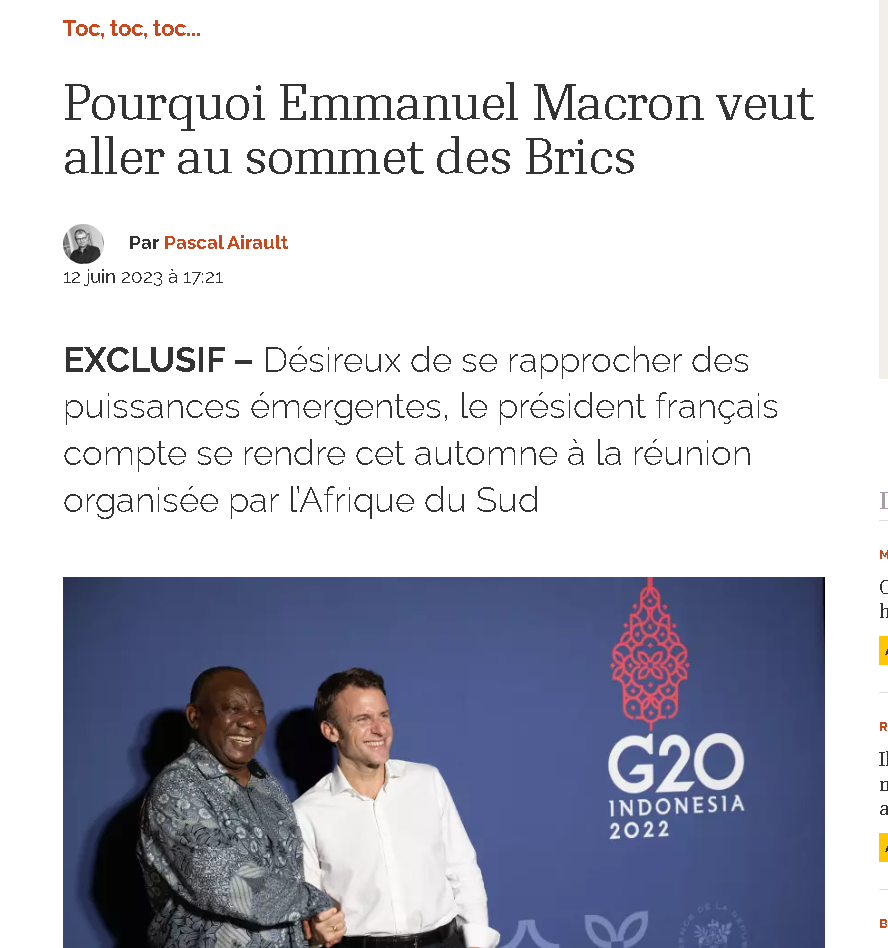 Toc, toc, toc...
Pourquoi Emmanuel Macron veut
aller au sommet des Brics
Par Pascal Airault
12 juin 2023 à 17:21
EXCLUSIF – Désireux de se rapprocher des
puissances émergentes, le président français
compte se rendre cet automne à la réunion
organisée par l'Afrique du Sud
G20
INDONESIA
2022